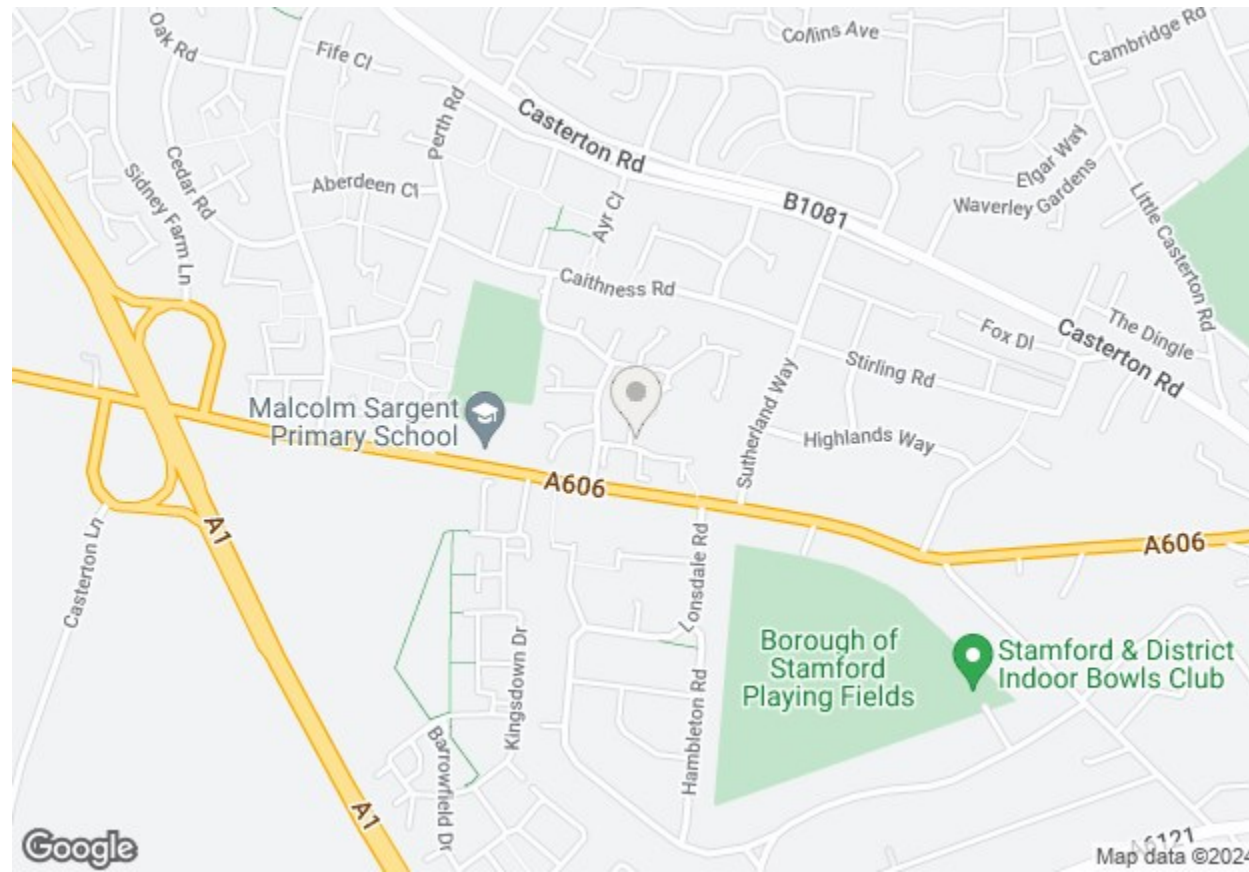 Oak Rd
Fife Cl
Collins Ave
Cambridge Rd
Perth Rd
Casterton Rd
Sidney Farm Ln
Cedar Rd
Aberdeen Cl
Ayr Cl
B1081
Elgar Way
Waverley Gardens
Little Casterton Rd
Caithness Rd
Fox Dl
The Dingle
Casterton Rd
Stirling Rd
Sutherland Way
Malcolm Sargent
Primary School
Highlands Way
A606
A1
A606
Casterton Ln
Lonsdale Rd
Kingsdown Dr
Borough of
Stamford
Playing Fields
Stamford & District
Indoor Bowls Club
Hambleton Rd
Barrowfield Dr
A1
A6121
Google
Map data ©2024